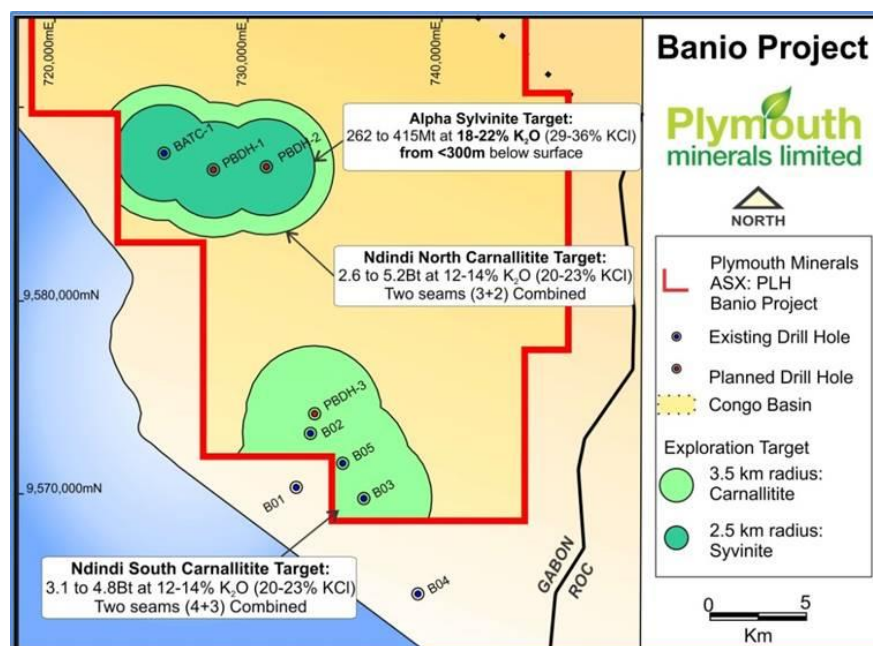 Banio Project
Plymouth
minerals limited
NORTH
720,000mE
730,000mE
740,000mE
BATC-1
PBDH-1
PBDH-2
Alpha Sylvinite Target:
262 to 415Mt at 18-22% K₂O (29-36% KCl)
from <300m below surface
Ndindi North Carnallitite Target:
2.6 to 5.2Bt at 12-14% K₂O (20-23% KCl)
Two seams (3+2) Combined
9,580,000mN
PBDH-3
B02
B05
B03
B01
9,570,000mN
Ndindi South Carnallitite Target:
3.1 to 4.8Bt at 12-14% K₂O (20-23% KCl)
Two seams (4+3) Combined
B04
GABON
ROC
Plymouth Minerals
ASX: PLH
Banio Project
Existing Drill Hole
Planned Drill Hole
Congo Basin
Exploration Target
3.5 km radius:
Carnallitite
2.5 km radius:
Syvinite
0 5
Km